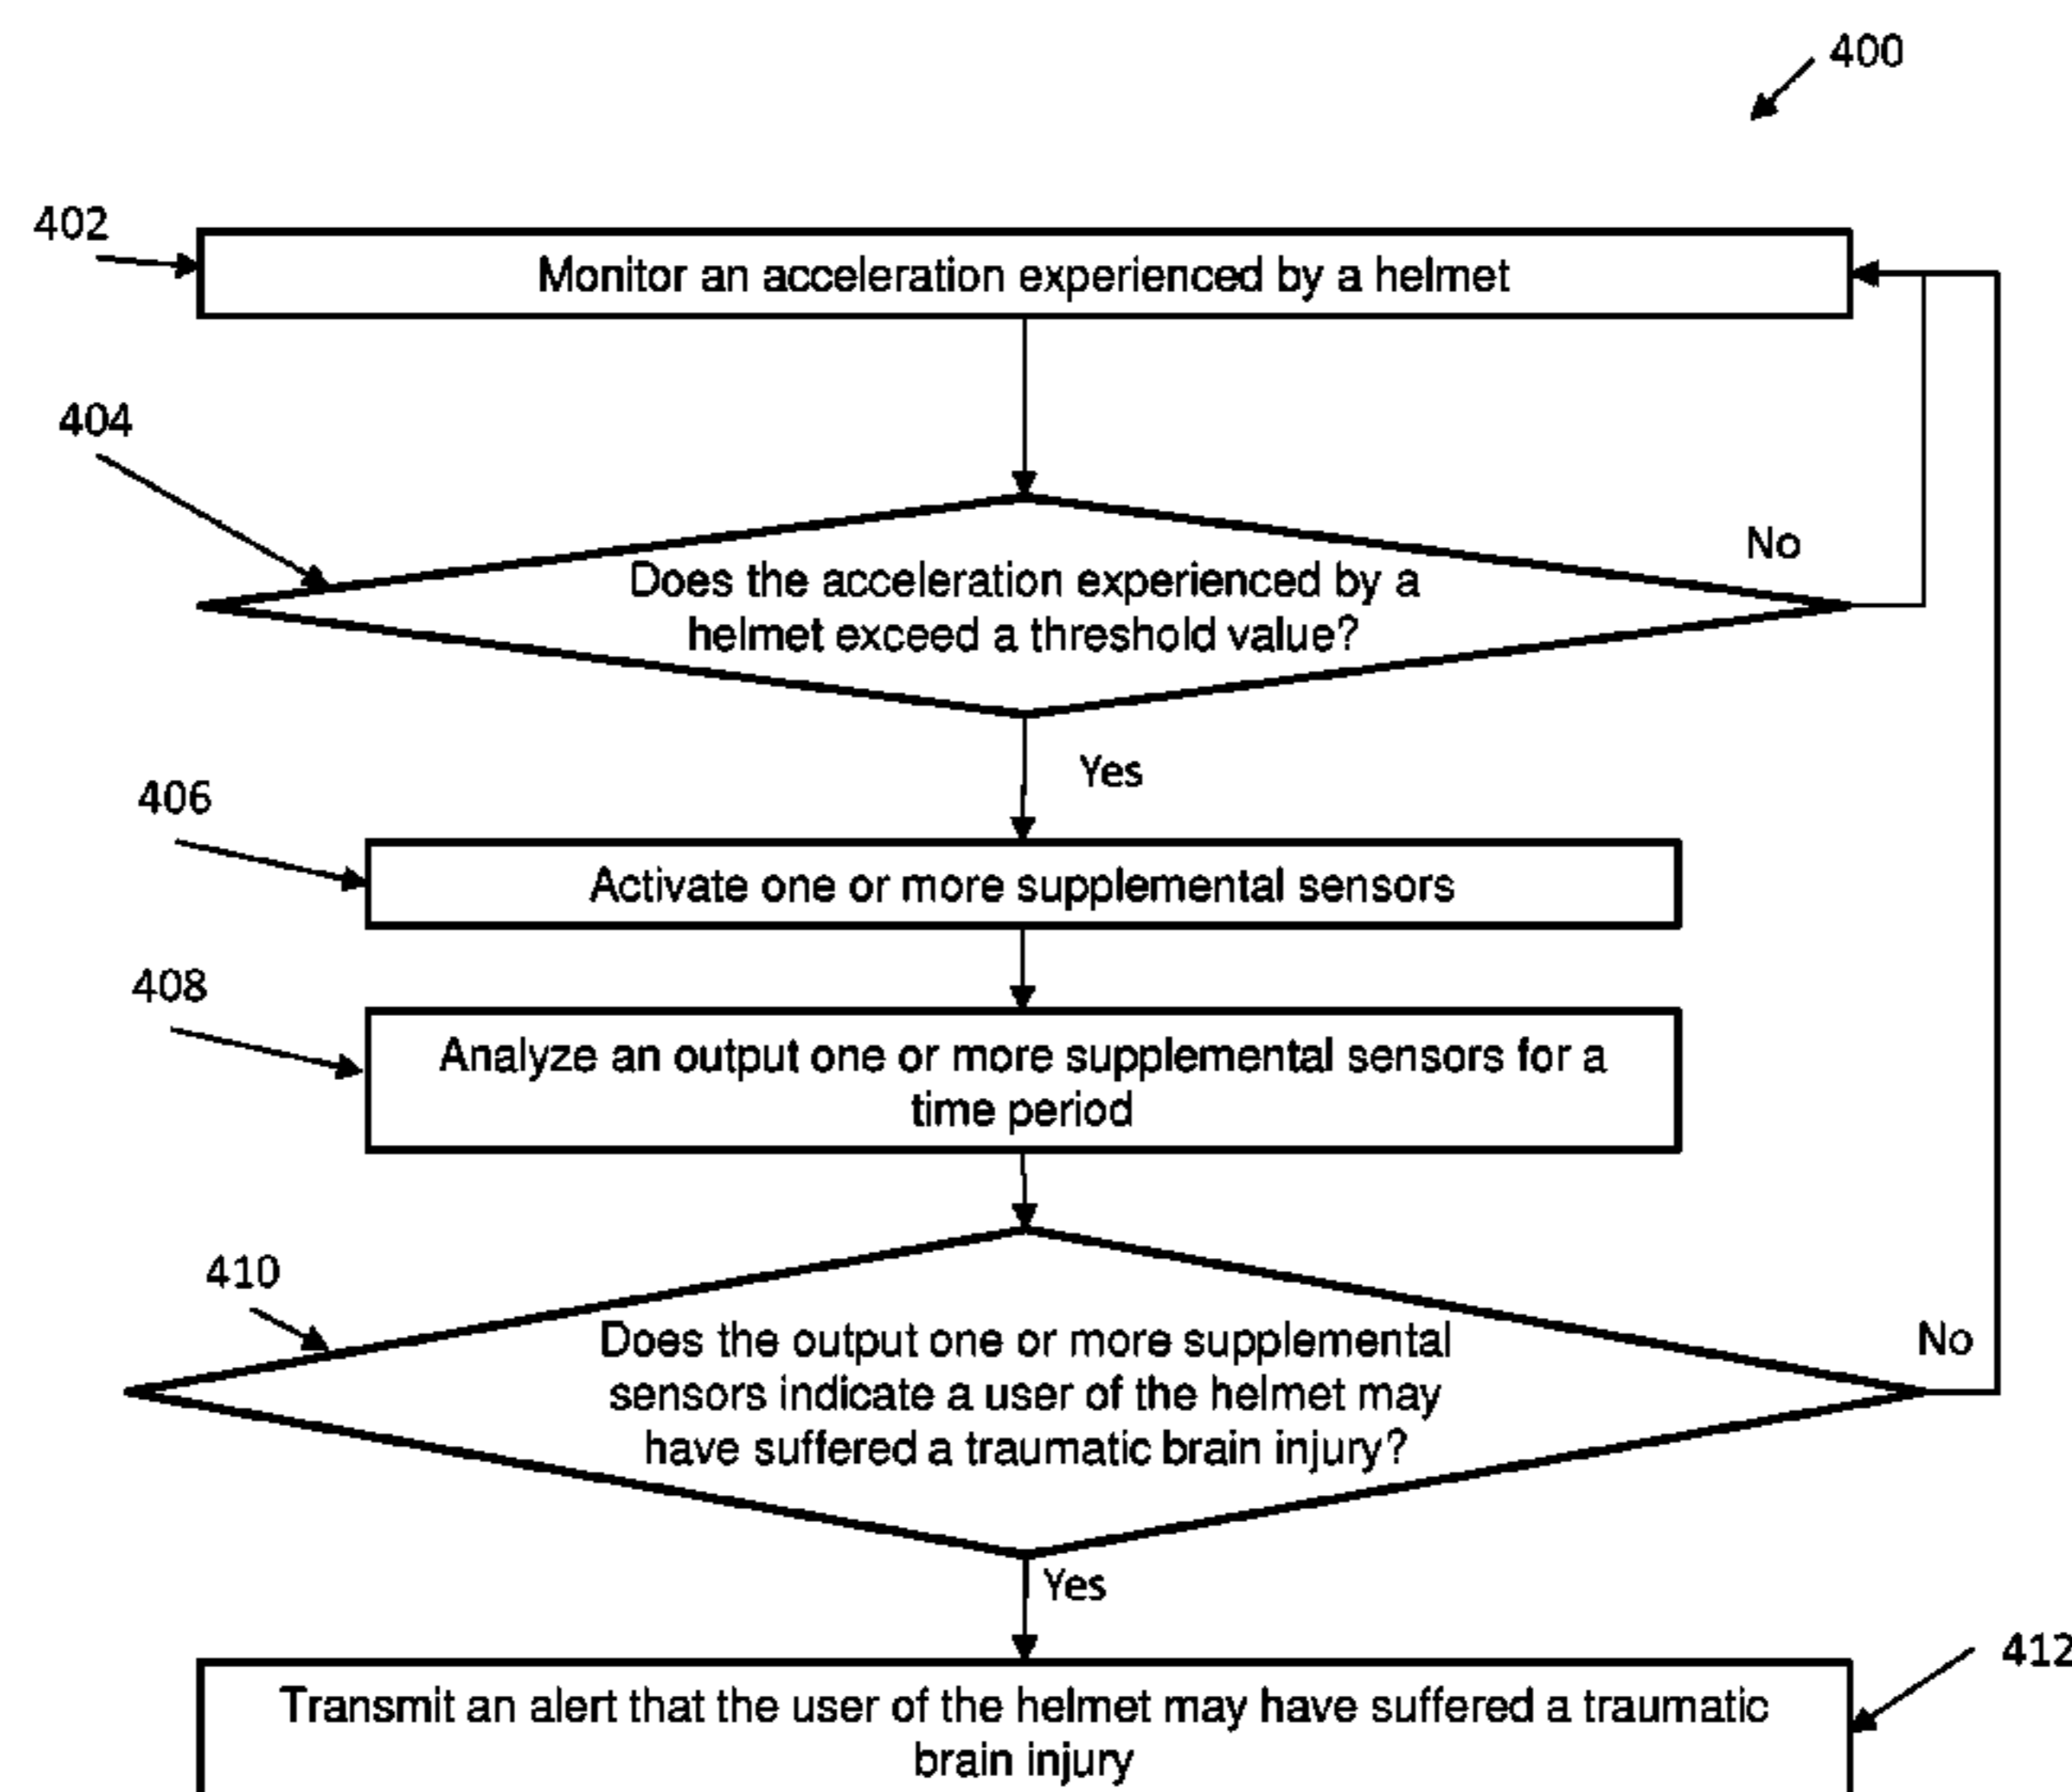 400
402
Monitor an acceleration experienced by a helmet
404
No
Does the acceleration experienced by a
helmet exceed a threshold value?
Yes
406
Activate one or more supplemental sensors
408
Analyze an output one or more supplemental sensors for a
time period
410
Does the output one or more supplemental
sensors indicate a user of the helmet may
have suffered a traumatic brain injury?
No
Yes
412
Transmit an alert that the user of the helmet may have suffered a traumatic
brain injury